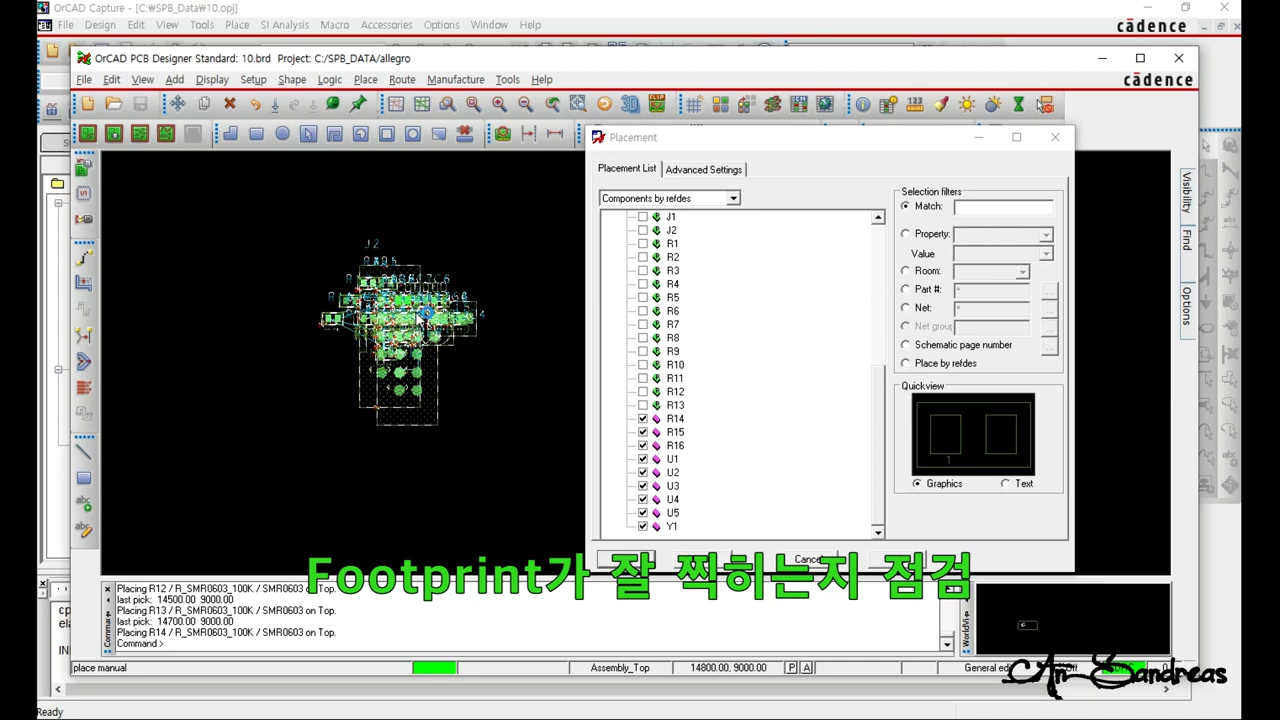 OrCAD Capture - [C:₩SPB_Data₩10.opj]
File Design Edit View Tools Place SI Analysis Macro Accessories Options Window Help
cādence
OrCAD PCB Designer Standard: 10.brd Project: C:/SPB_DATA/allegro
File Edit View Add Display Setup Shape Logic Place Route Manufacture Tools Help
cādence
Placement
Placement List Advanced Settings
Components by refdes
J1
J2
R1
R2
R3
R4
R5
R6
R7
R8
R9
R10
R11
R12
R13
R14
R15
R16
U1
U2
U3
U4
U5
Y1
Selection filters
Match:
Property:
Value
Room:
Part #: *
Net: *
Net group
Schematic page number
Place by refdes
Quickview
1
Graphics Text
Cancel
J2
Visibility
Find
Options
Footprint가 잘 찍히는지 점검
Placing R12 / R_SMR0603_100K / SMR0603 on Top.
last pick: 14500.00 9000.00
Placing R13 / R_SMR0603_100K / SMR0603 on Top.
last pick: 14700.00 9000.00
Placing R14 / R_SMR0603_100K / SMR0603 on Top.
Command >
place manual Assembly_Top 14800.00, 9000.00 P A General edit Off
An Sandreas
Ready